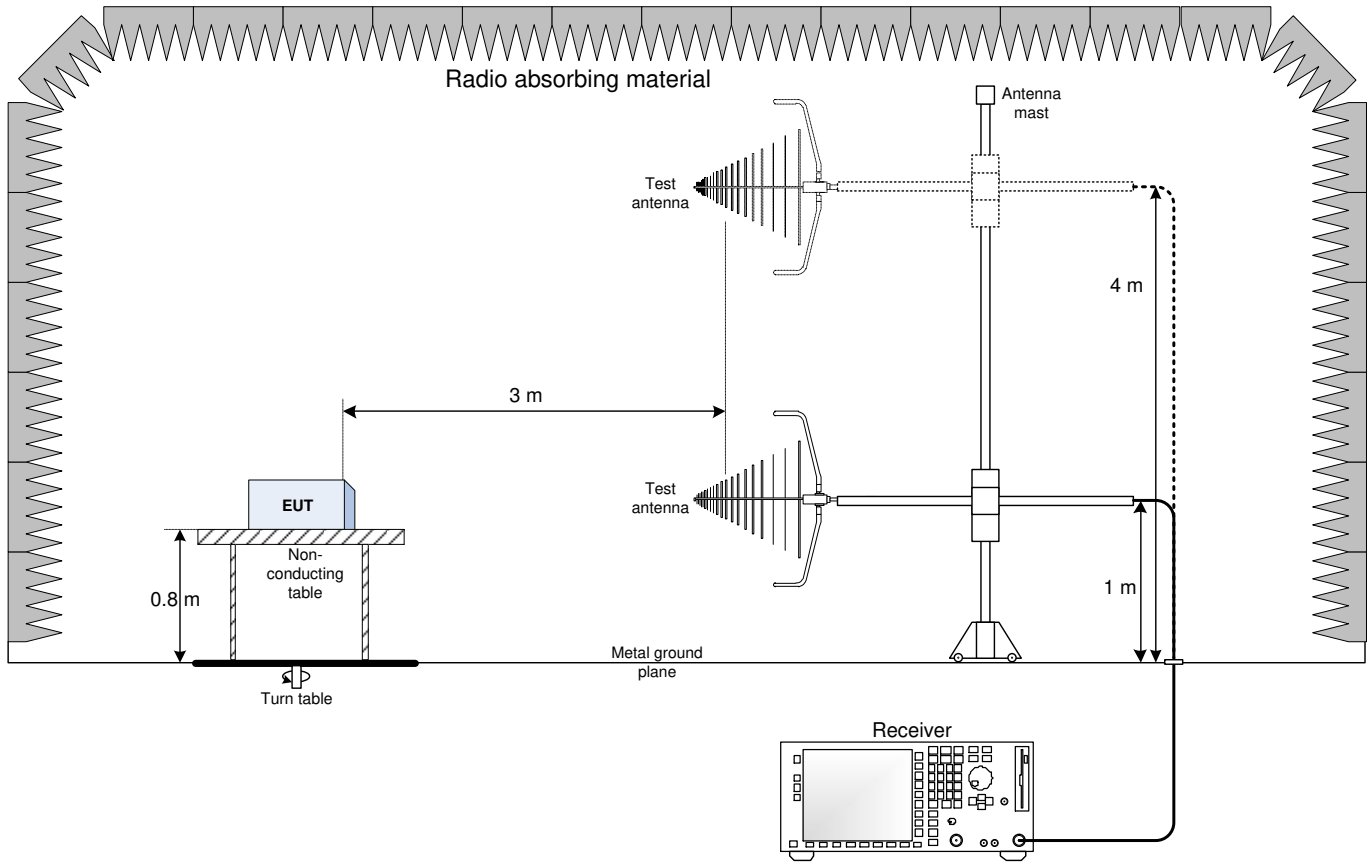 Radio absorbing material
Antenna
mast
Test
antenna
4 m
3 m
EUT
Test
antenna
Non-
conducting
table
0.8 m
1 m
Metal ground
plane
Turn table
Receiver